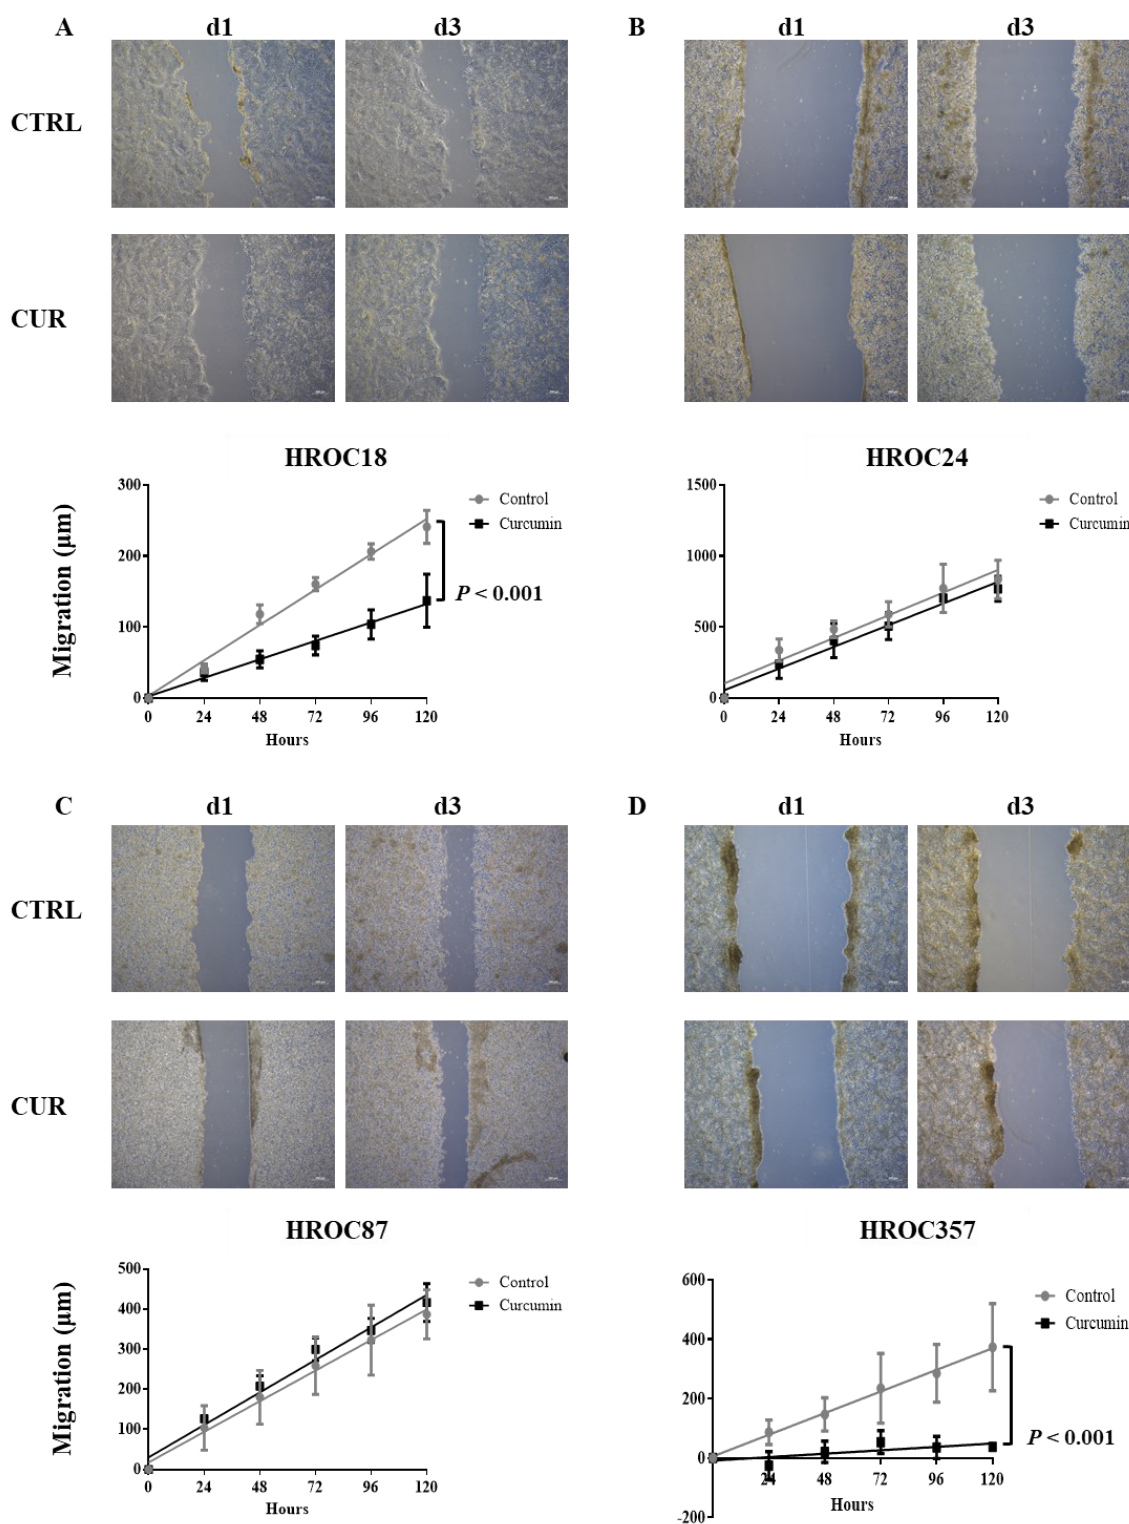 A d1 d3 B d1 d3
CTRL
CUR
HROC18 HROC24
300
200
100
0
Migration (µm)
0 24 48 72 96 120
Hours
Control
Curcumin
P < 0.001
1500
1000
500
0
0 24 48 72 96 120
Hours
Control
Curcumin
C d1 d3 D d1 d3
CTRL
CUR
HROC87 HROC357
500
400
300
200
100
0
Migration (µm)
0 24 48 72 96 120
Hours
Control
Curcumin
600
400
200
0
-200
24 48 72 96 120
Hours
Control
Curcumin
P < 0.001